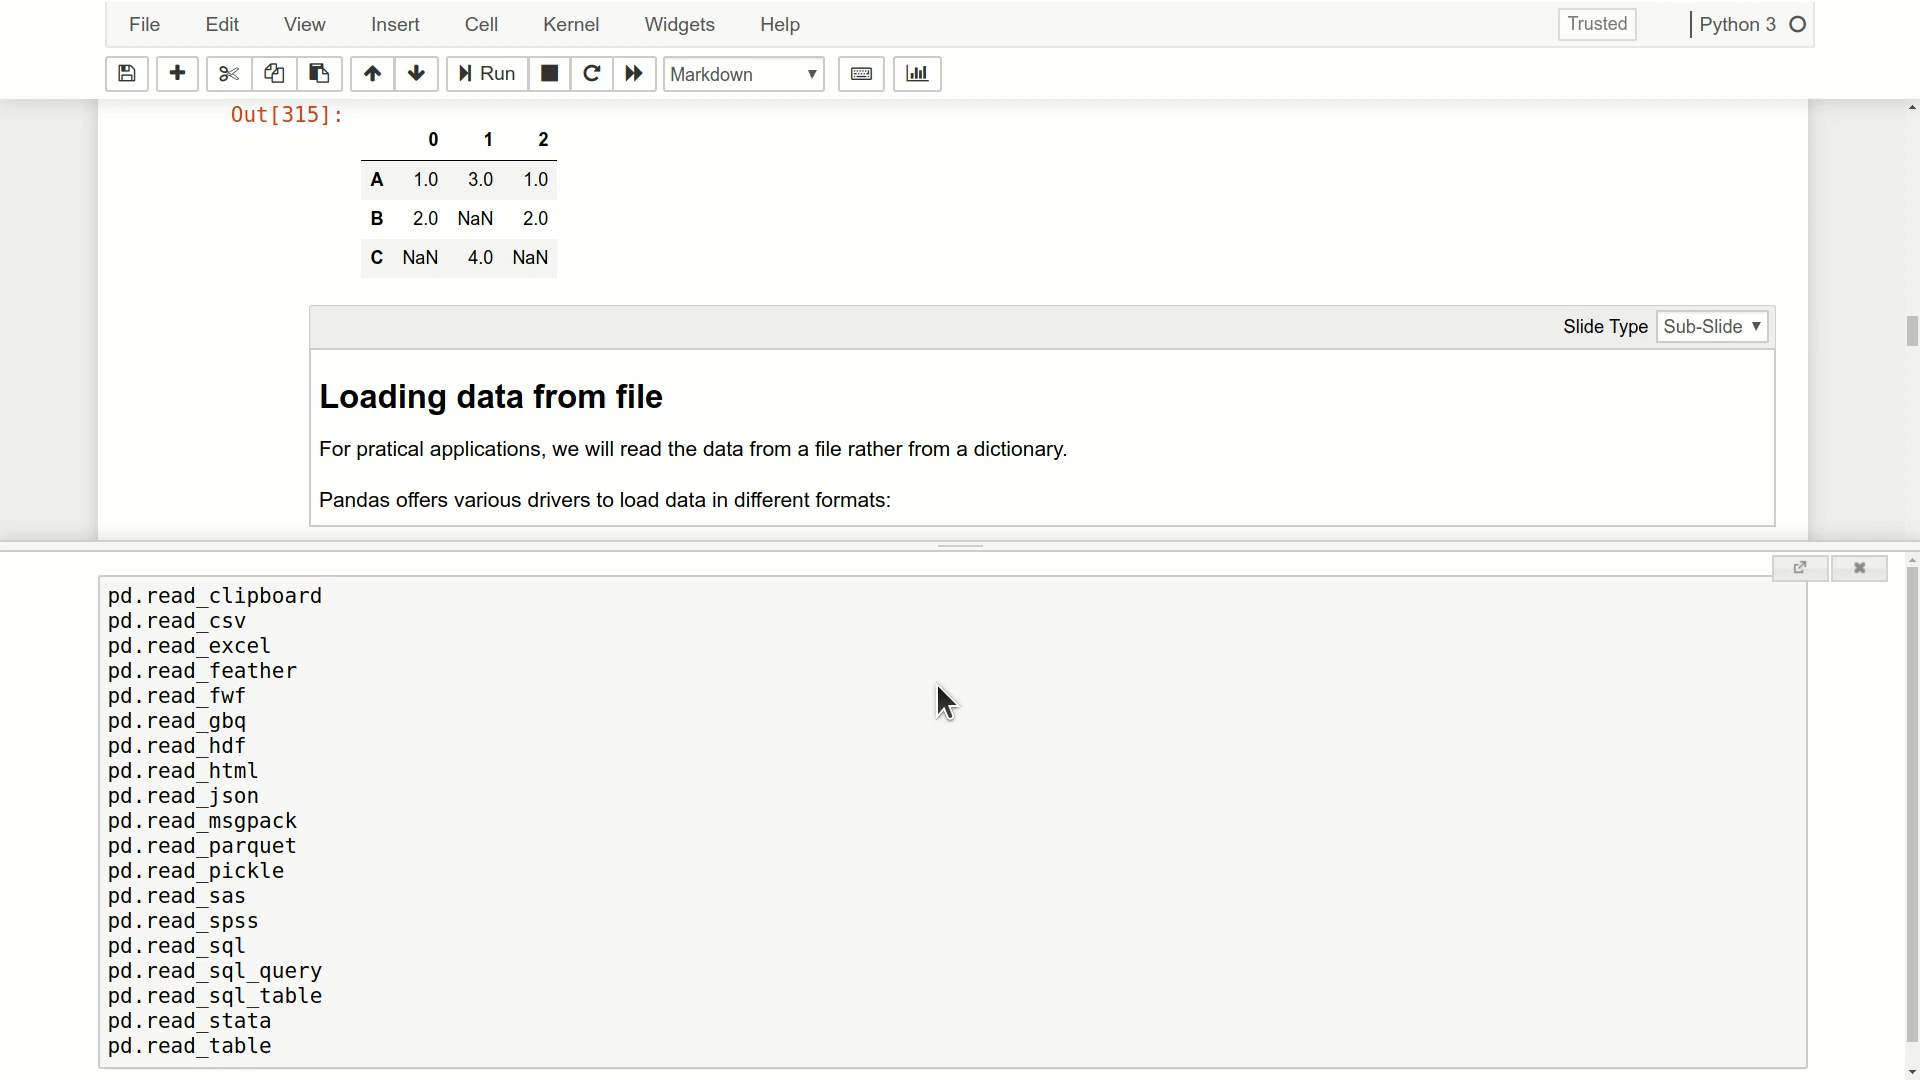 File Edit View Insert Cell Kernel Widgets Help Trusted Python 3
Run Markdown
Out[315]:
0 1 2
A 1.0 3.0 1.0
B 2.0 NaN 2.0
C NaN 4.0 NaN
Slide Type Sub-Slide
Loading data from file
For pratical applications, we will read the data from a file rather from a dictionary.
Pandas offers various drivers to load data in different formats:
pd.read_clipboard
pd.read_csv
pd.read_excel
pd.read_feather
pd.read_fwf
pd.read_gbq
pd.read_hdf
pd.read_html
pd.read_json
pd.read_msgpack
pd.read_parquet
pd.read_pickle
pd.read_sas
pd.read_spss
pd.read_sql
pd.read_sql_query
pd.read_sql_table
pd.read_stata
pd.read_table